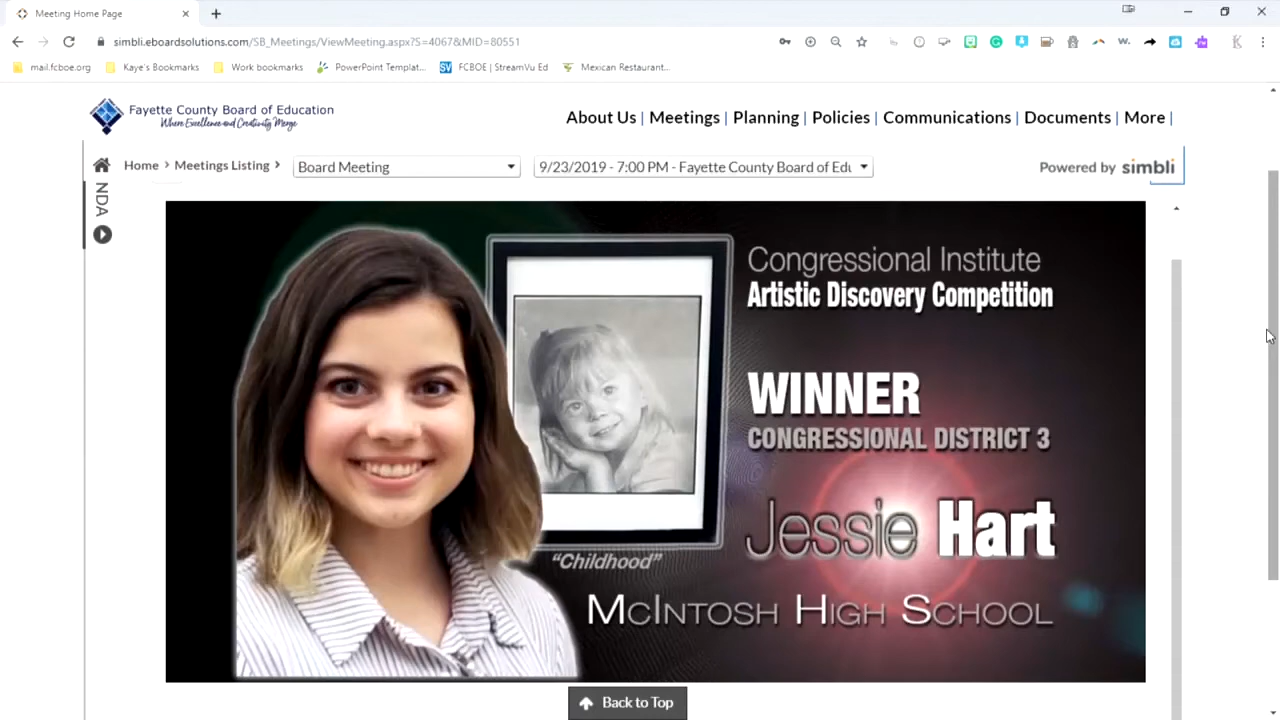 Meeting Home Page
simbli.eboardsolutions.com/SB_Meetings/ViewMeeting.aspx?S=4067&MID=80551
mail.fcboe.org Kaye's Bookmarks Work bookmarks PowerPoint Templat... SV FCBOE | StreamVu Ed Mexican Restaurant...
Fayette County Board of Education
Where Excellence and Creativity Merge
About Us | Meetings | Planning | Policies | Communications | Documents | More |
Home > Meetings Listing > Board Meeting 9/23/2019 - 7:00 PM - Fayette County Board of Edu Powered by simbli
NDA
Congressional Institute
Artistic Discovery Competition
WINNER
CONGRESSIONAL DISTRICT 3
Jessie Hart
"Childhood"
McIntosh High School
Back to Top